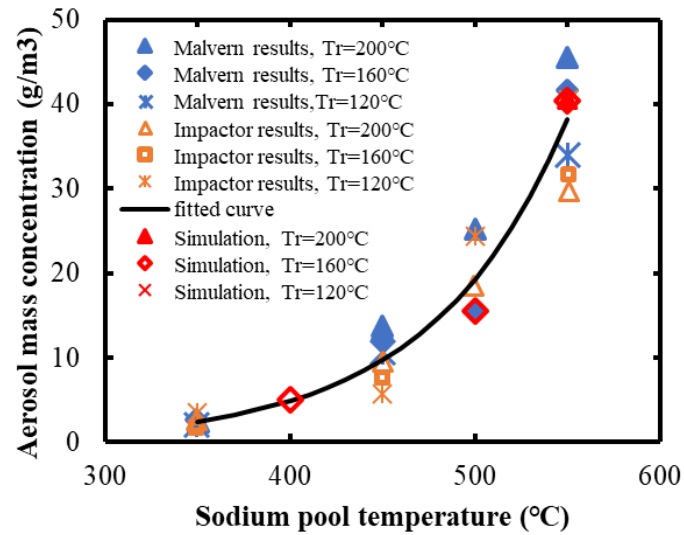 50
40
30
20
10
0
Aerosol mass concentration (g/m3)
Malvern results, Tr=200℃
Malvern results, Tr=160℃
Malvern results,Tr=120℃
Impactor results, Tr=200℃
Impactor results, Tr=160℃
Impactor results, Tr=120℃
fitted curve
Simulation, Tr=200℃
Simulation, Tr=160℃
Simulation, Tr=120℃
300 400 500 600
Sodium pool temperature (℃)